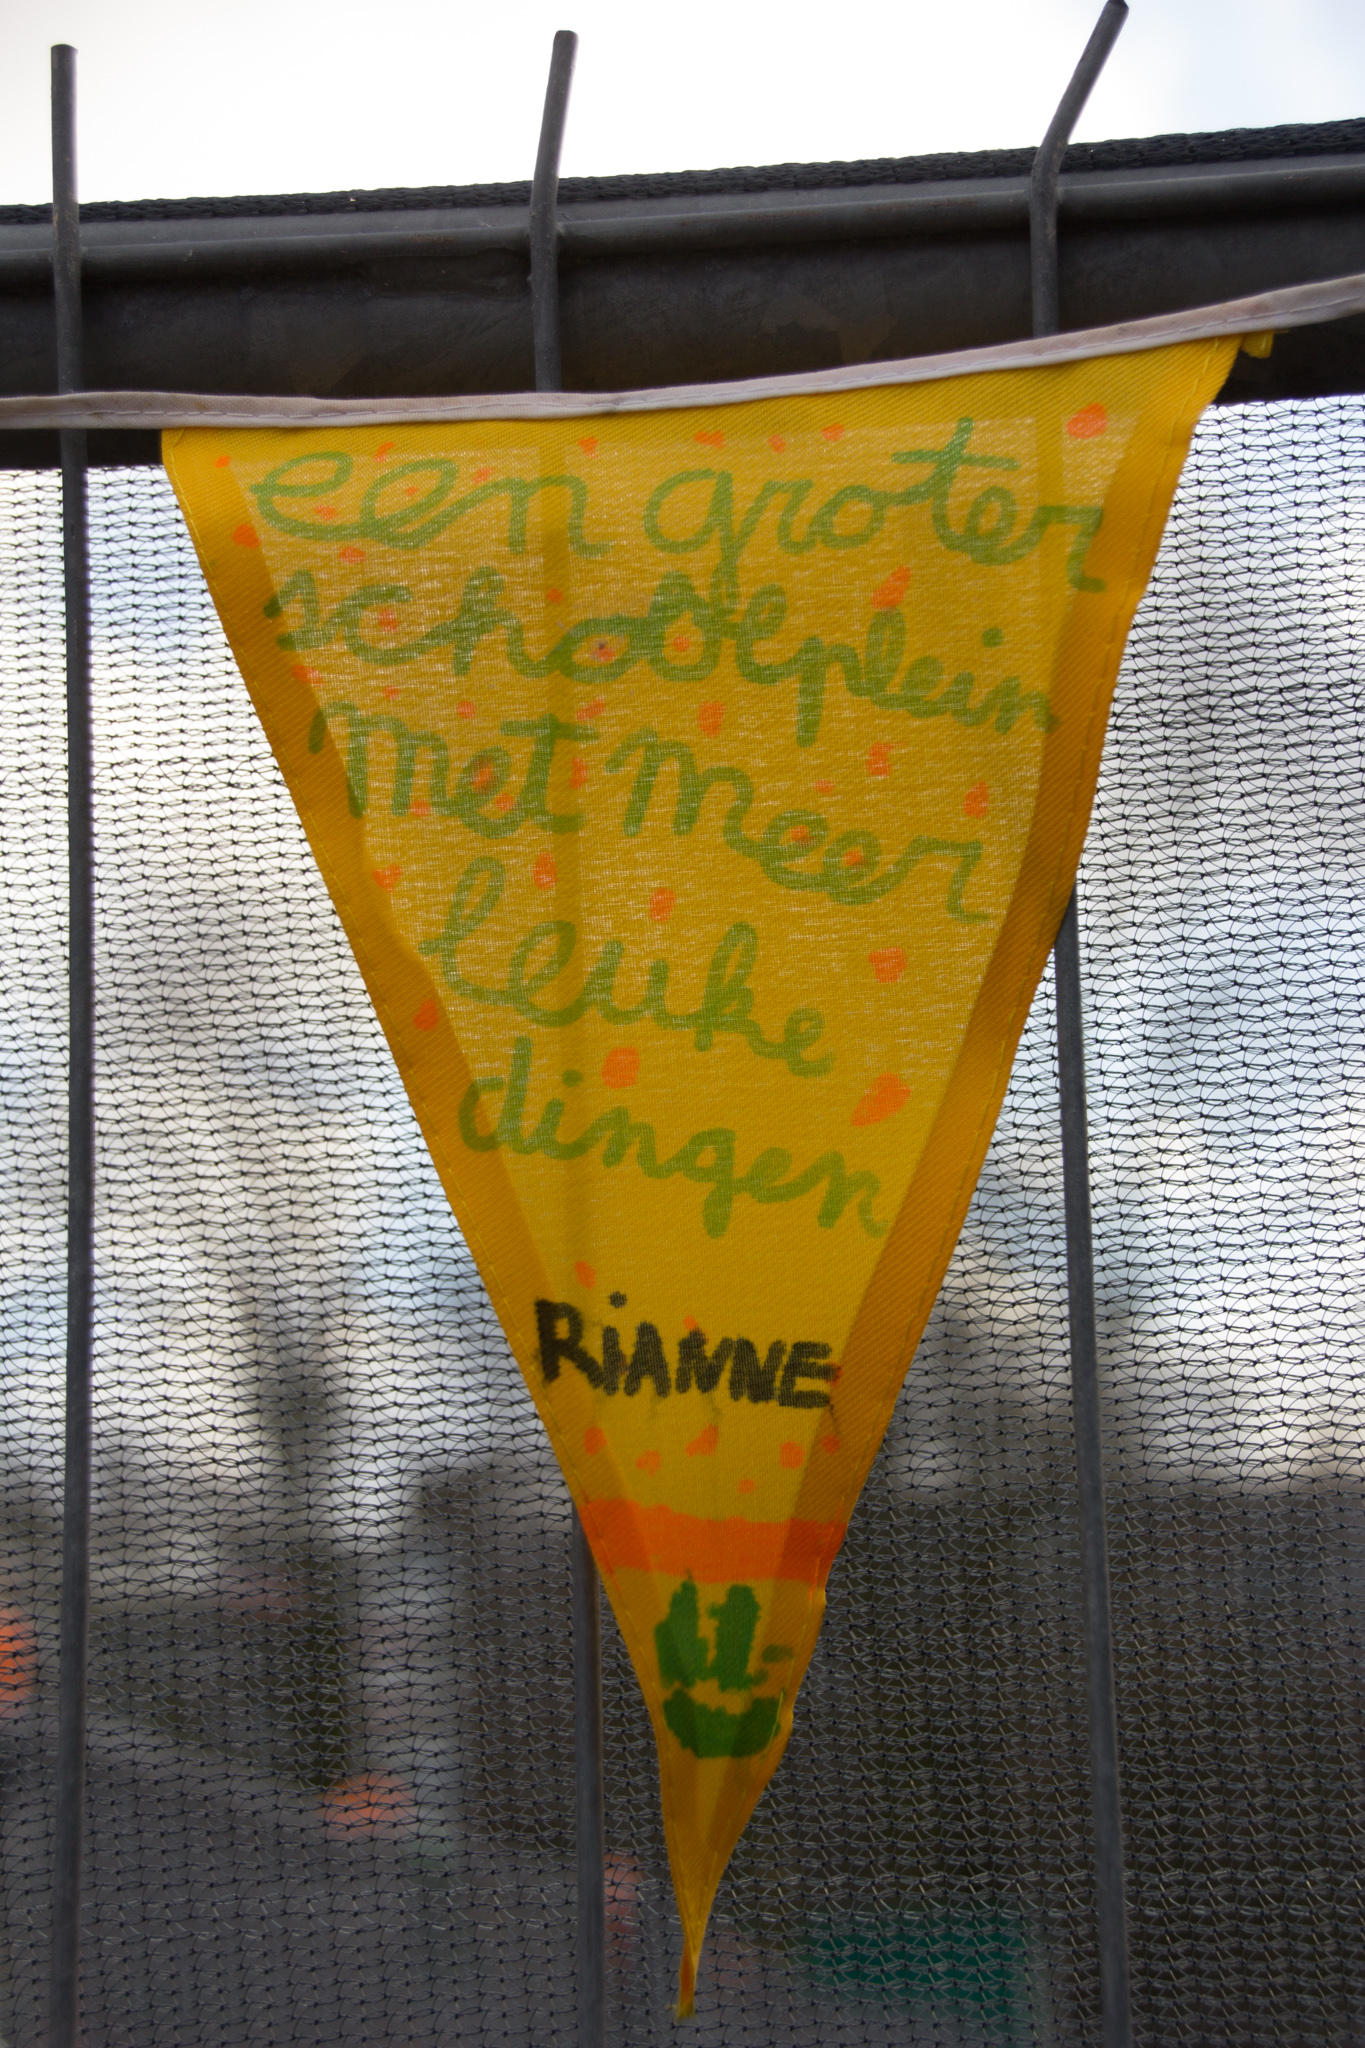 een groter
schoolplein
met meer
leuke
dingen
RiANNE